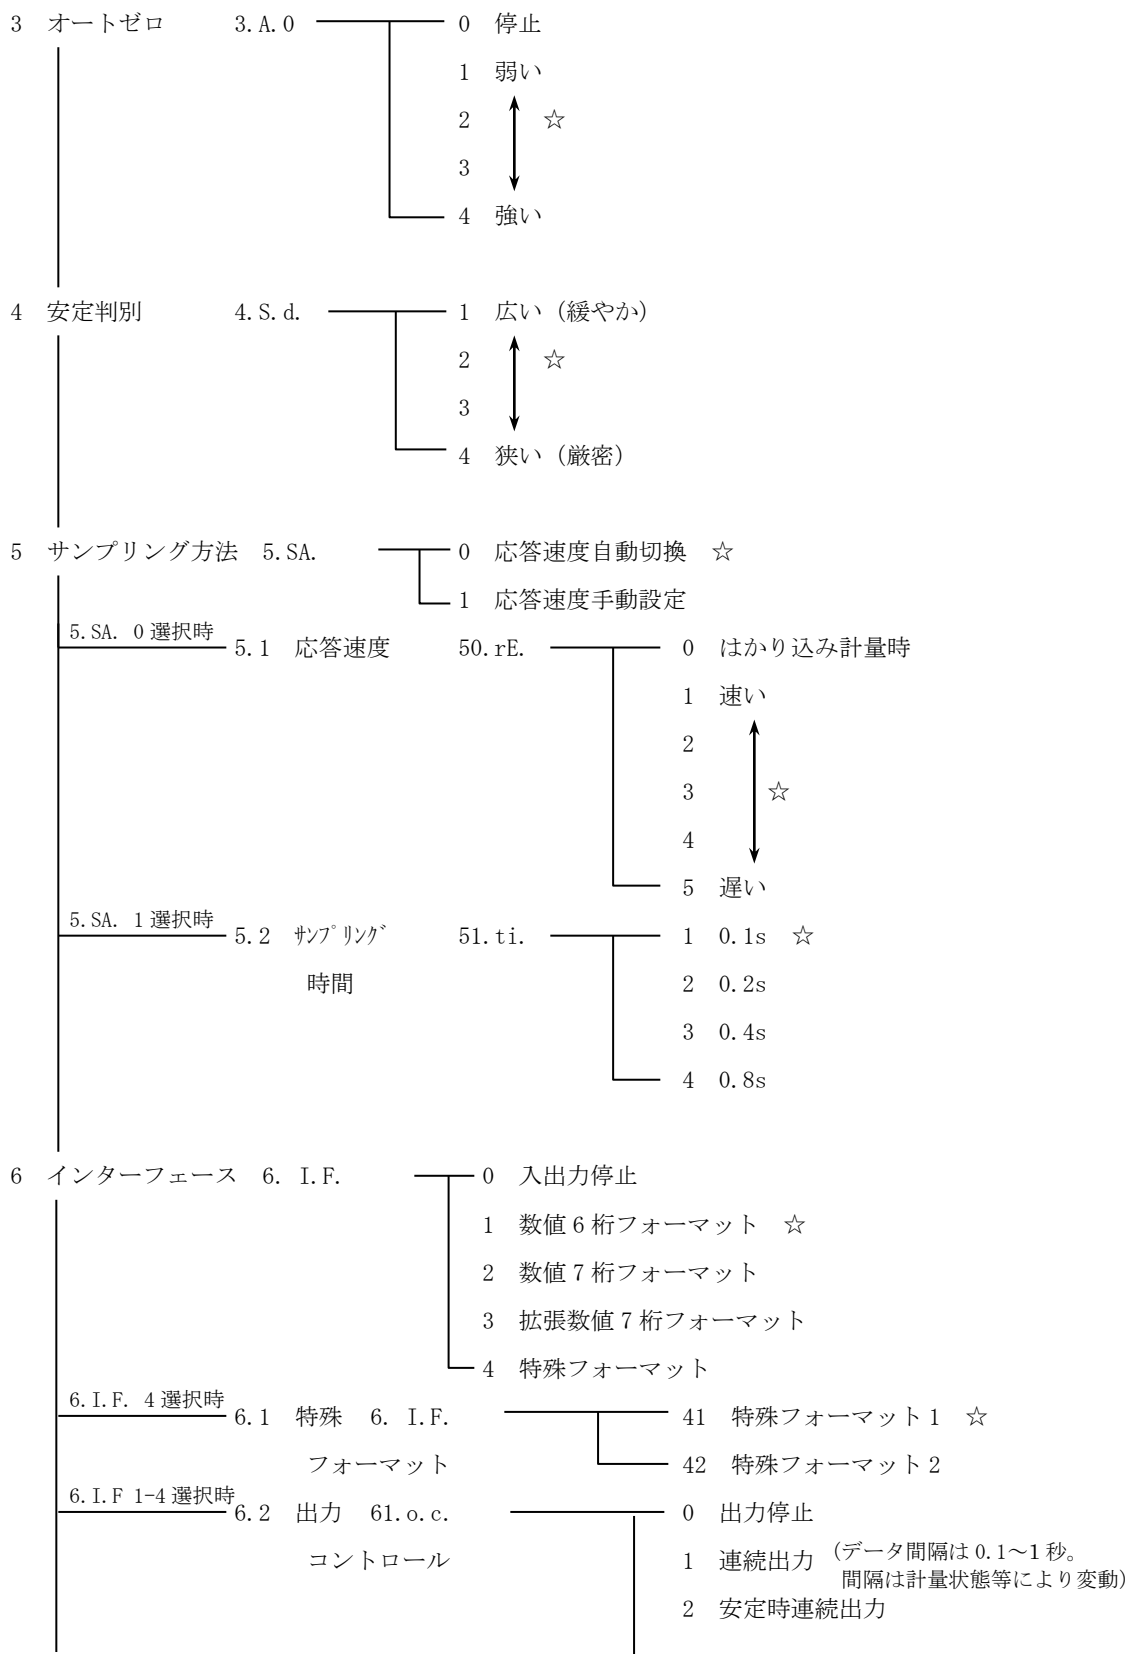 3 オートゼロ 3.A.0 0 停止
1 弱い
2 ☆
3
4 強い
4 安定判別 4.S.d. 1 広い（緩やか）
2 ☆
3
4 狭い（厳密）
5 サンプリング方法 5.SA. 0 応答速度自動切換 ☆
1 応答速度手動設定
5.SA. 0選択時 5.1 応答速度 50.rE. 0 はかり込み計量時
1 速い
2
3 ☆
4
5 遅い
5.SA. 1選択時 5.2 ｻﾝﾌﾟﾘﾝｸﾞ 51.ti. 1 0.1s ☆
時間 2 0.2s
3 0.4s
4 0.8s
6 インターフェース 6. I.F. 0 入出力停止
1 数値6桁フォーマット ☆
2 数値7桁フォーマット
3 拡張数値7桁フォーマット
4 特殊フォーマット
6.I.F. 4選択時 6.1 特殊 6. I.F. 41 特殊フォーマット1 ☆
フォーマット 42 特殊フォーマット2
6.I.F 1-4選択時 6.2 出力 61.o.c. 0 出力停止
コントロール 1 連続出力 （データ間隔は0.1～1秒。
間隔は計量状態等により変動）
2 安定時連続出力